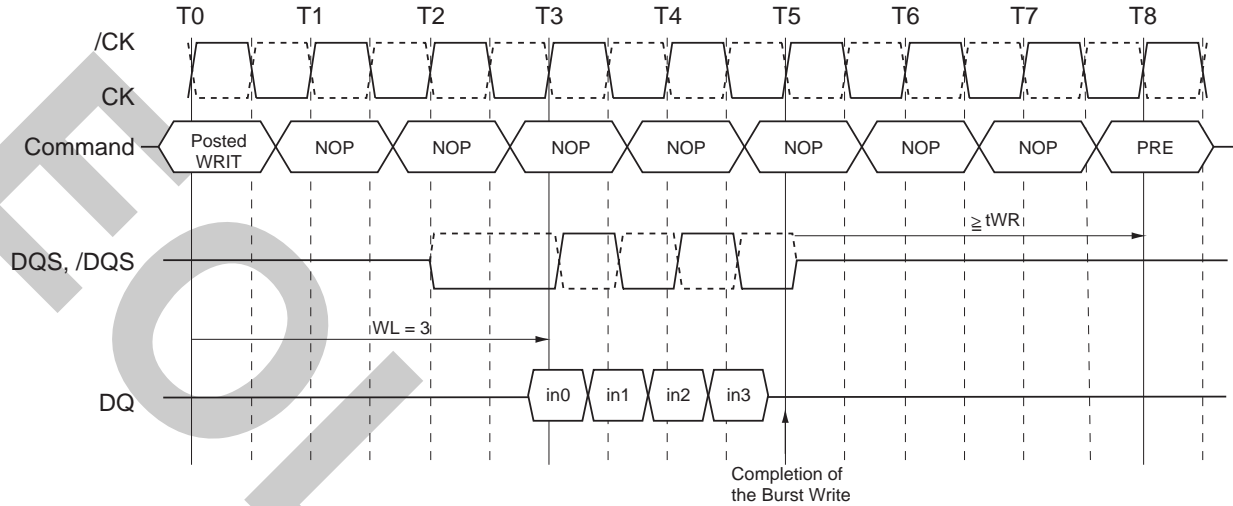 T0 T1 T2 T3 T4 T5 T6 T7 T8
/CK
CK
Command
Posted
WRIT
NOP NOP NOP NOP NOP NOP NOP PRE
≧ tWR
DQS, /DQS
WL = 3
DQ
in0 in1 in2 in3
Completion of
the Burst Write